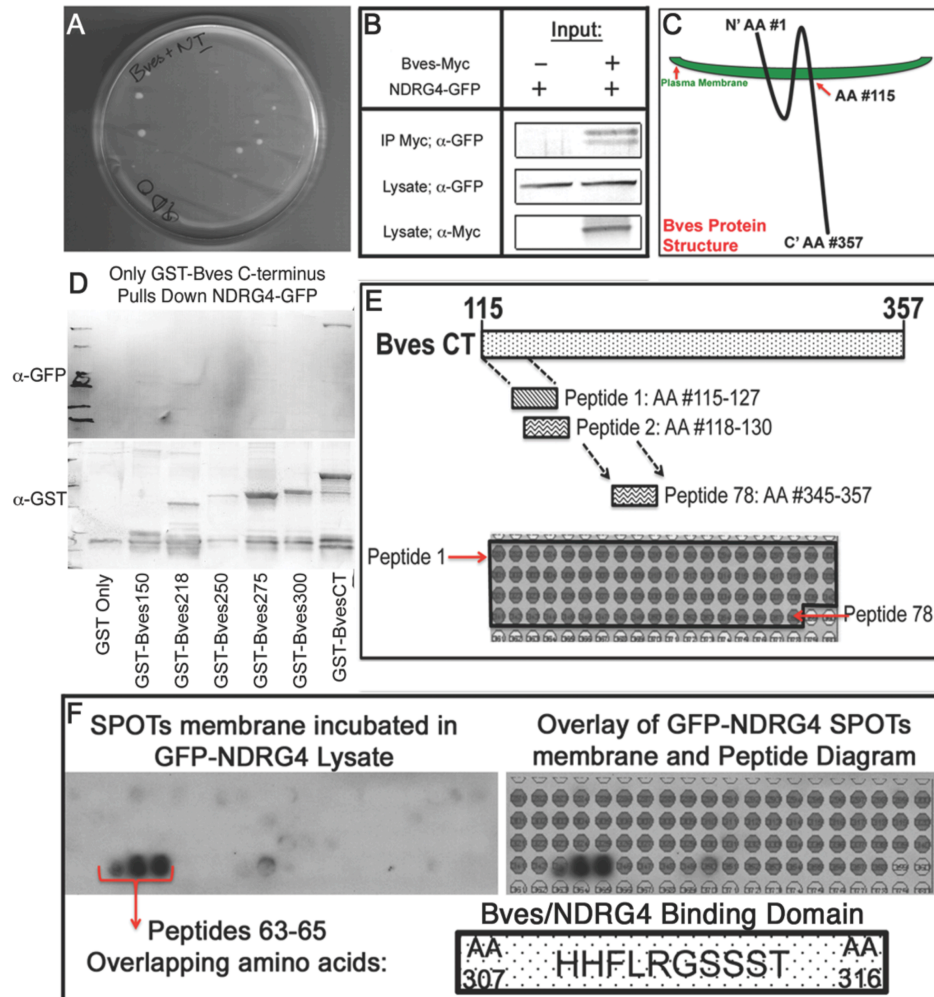 A
Bves + NT
B
Input:
Bves-Myc
–
+
NDRG4-GFP
+
+
IP Myc; α-GFP
Lysate; α-GFP
Lysate; α-Myc
C
N' AA #1
Plasma Membrane
AA #115
Bves Protein
Structure
C' AA #357
D
Only GST-Bves C-terminus
Pulls Down NDRG4-GFP
α-GFP
α-GST
GST Only
GST-Bves150
GST-Bves218
GST-Bves250
GST-Bves275
GST-Bves300
GST-BvesCT
E
115
357
Bves CT
Peptide 1: AA #115-127
Peptide 2: AA #118-130
Peptide 78: AA #345-357
Peptide 1
Peptide 78
F
SPOTs membrane incubated in
GFP-NDRG4 Lysate
Overlay of GFP-NDRG4 SPOTs
membrane and Peptide Diagram
Peptides 63-65
Overlapping amino acids:
Bves/NDRG4 Binding Domain
AA
307
HHFLRGSSST
AA
316